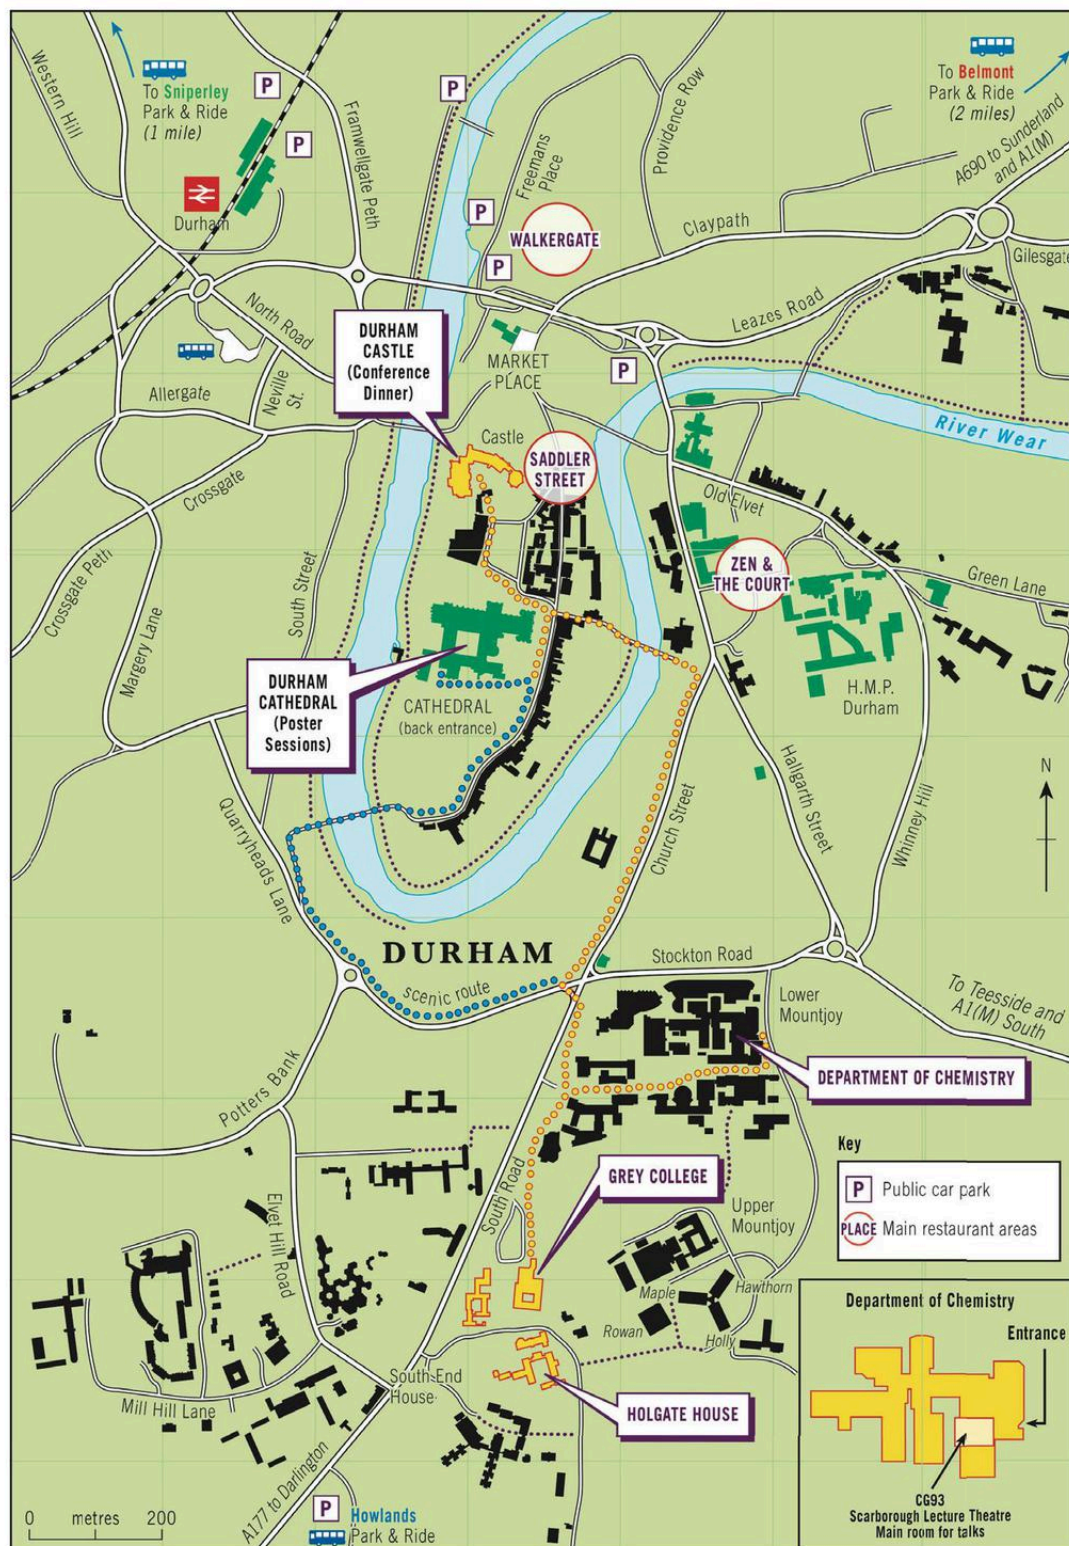 Western Hill
To Sniperley
Park & Ride
(1 mile)
P
P
Durham
Framwellgate Peth
P
P
P
Freemans
Place
Providence Row
To Belmont
Park & Ride
(2 miles)
A690 to Sunderland
and A1(M)
WALKERGATE
Claypath
Gilesgate
Leazes Road
North Road
DURHAM
CASTLE
(Conference
Dinner)
MARKET
PLACE
P
Allergate
Neville
St.
River Wear
Castle
SADDLER
STREET
Crossgate
Old Elvet
Crossgate Peth
Margery Lane
South Street
ZEN &
THE COURT
Green Lane
DURHAM
CATHEDRAL
(Poster
Sessions)
CATHEDRAL
(back entrance)
H.M.P.
Durham
N
Quarryheads Lane
Church Street
Hallgarth Street
Whinney Hill
DURHAM
Stockton Road
scenic route
Lower
Mountjoy
To Teesside and
A1(M) South
DEPARTMENT OF CHEMISTRY
Potters Bank
Key
P Public car park
PLACE Main restaurant areas
GREY COLLEGE
South Road
Elvet Hill Road
Upper
Mountjoy
Maple
Hawthorn
Rowan
Holly
South End
House
Mill Hill Lane
HOLGATE HOUSE
Department of Chemistry
Entrance
CG93
Scarborough Lecture Theatre
Main room for talks
A177 to Darlington
0 metres 200
P
Howlands
Park & Ride